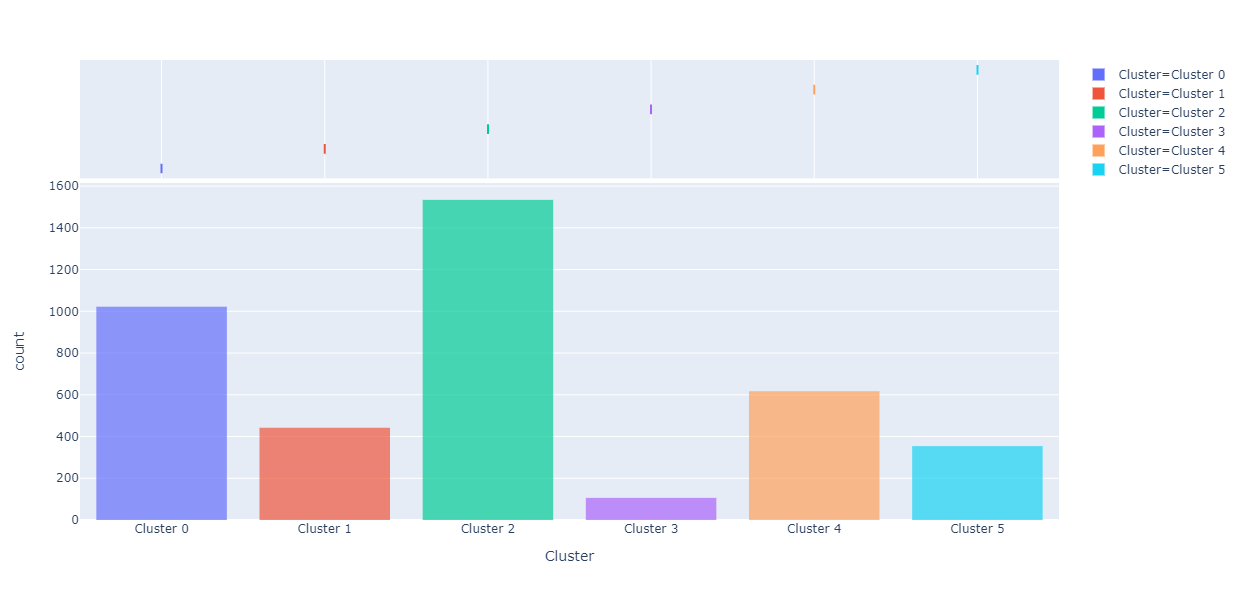 Cluster=Cluster 0
Cluster=Cluster 1
Cluster=Cluster 2
Cluster=Cluster 3
Cluster=Cluster 4
Cluster=Cluster 5
1600
1400
1200
1000
800
600
400
200
0
count
Cluster 0 Cluster 1 Cluster 2 Cluster 3 Cluster 4 Cluster 5
Cluster